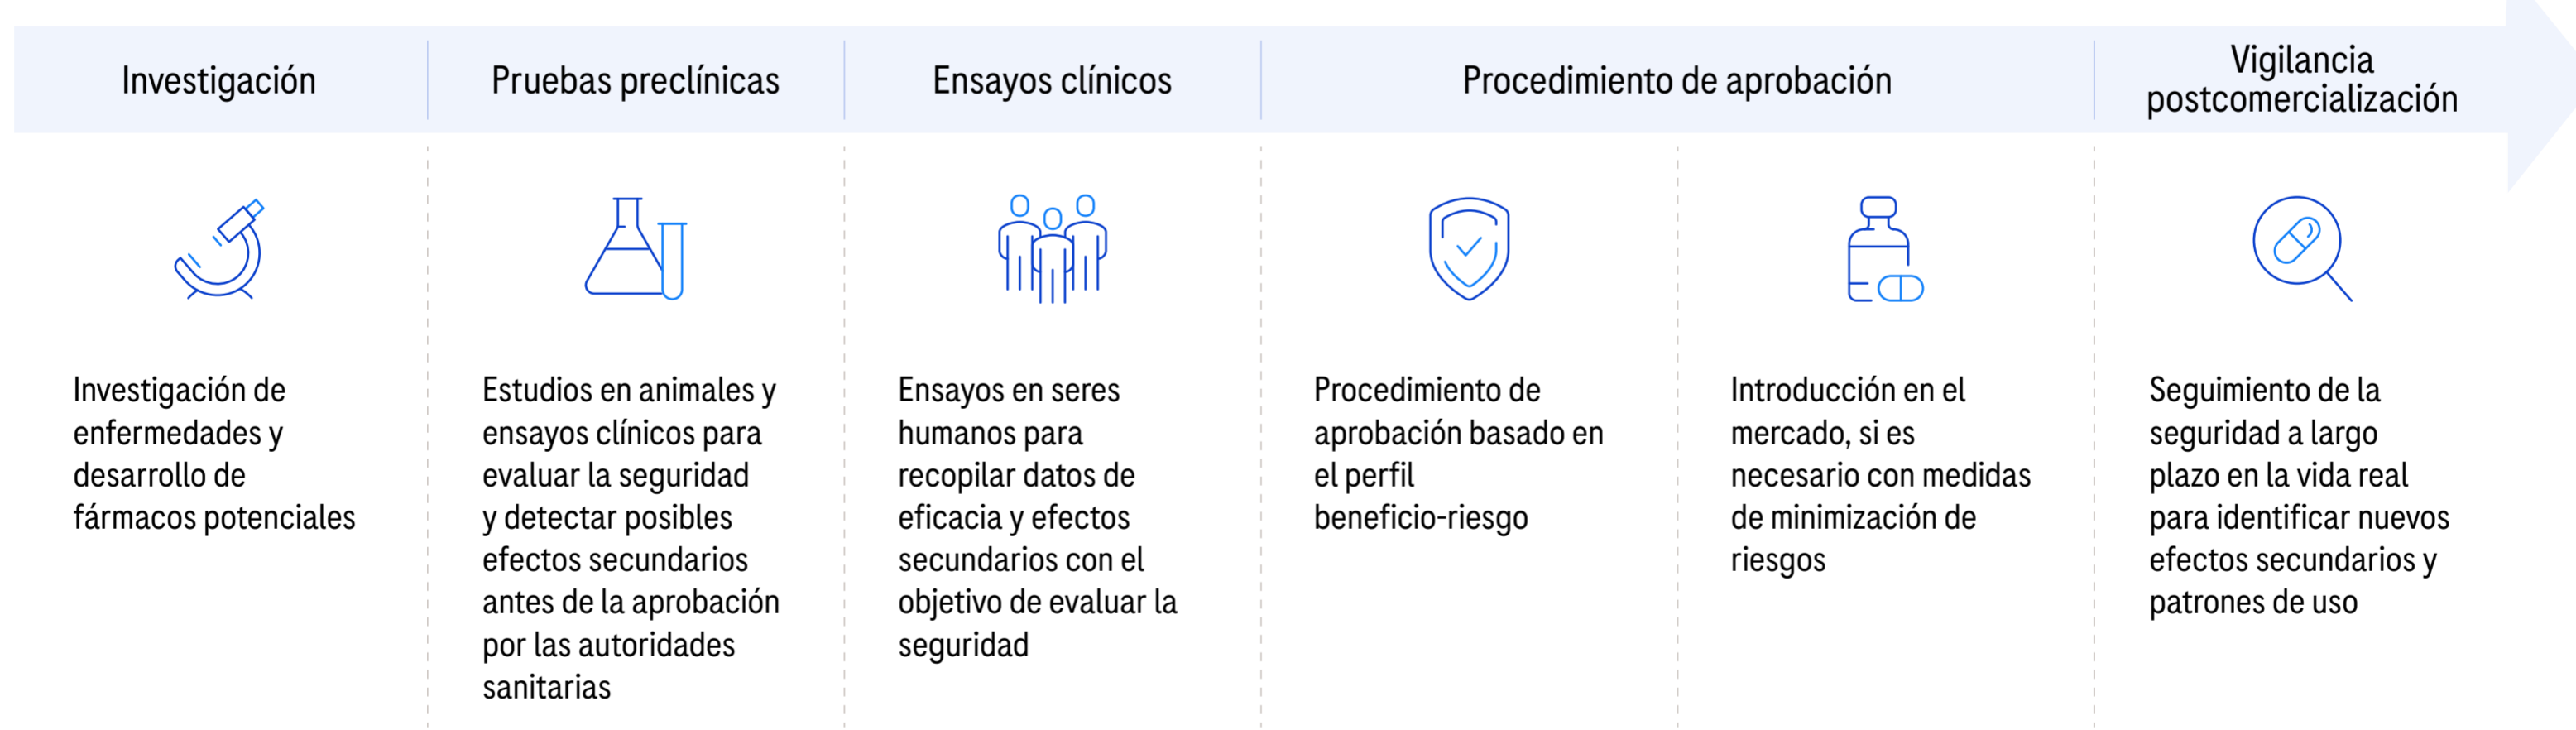 Investigación
Pruebas preclínicas
Ensayos clínicos
Procedimiento de aprobación
Vigilancia
postcomercialización
Investigación de
enfermedades y
desarrollo de
fármacos potenciales
Estudios en animales y
ensayos clínicos para
evaluar la seguridad
y detectar posibles
efectos secundarios
antes de la aprobación
por las autoridades
sanitarias
Ensayos en seres
humanos para
recopilar datos de
eficacia y efectos
secundarios con el
objetivo de evaluar la
seguridad
Procedimiento de
aprobación basado en
el perfil
beneficio-riesgo
Introducción en el
mercado, si es
necesario con medidas
de minimización de
riesgos
Seguimiento de la
seguridad a largo
plazo en la vida real
para identificar nuevos
efectos secundarios y
patrones de uso